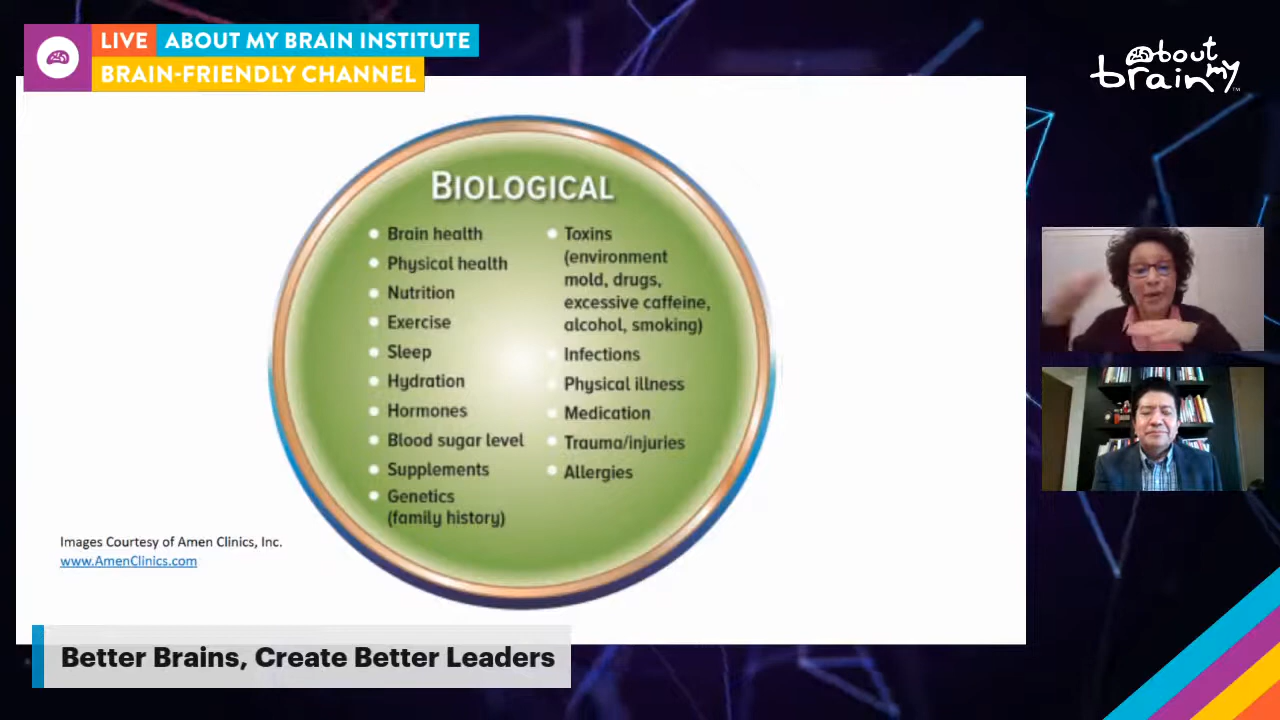 LIVE ABOUT MY BRAIN INSTITUTE
BRAIN-FRIENDLY CHANNEL
about
my
brain
TM
BIOLOGICAL
Brain health
Physical health
Nutrition
Exercise
Sleep
Hydration
Hormones
Blood sugar level
Supplements
Genetics
(family history)
Toxins
(environment
mold, drugs,
excessive caffeine,
alcohol, smoking)
Infections
Physical illness
Medication
Trauma/injuries
Allergies
Images Courtesy of Amen Clinics, Inc.
www.AmenClinics.com
Better Brains, Create Better Leaders